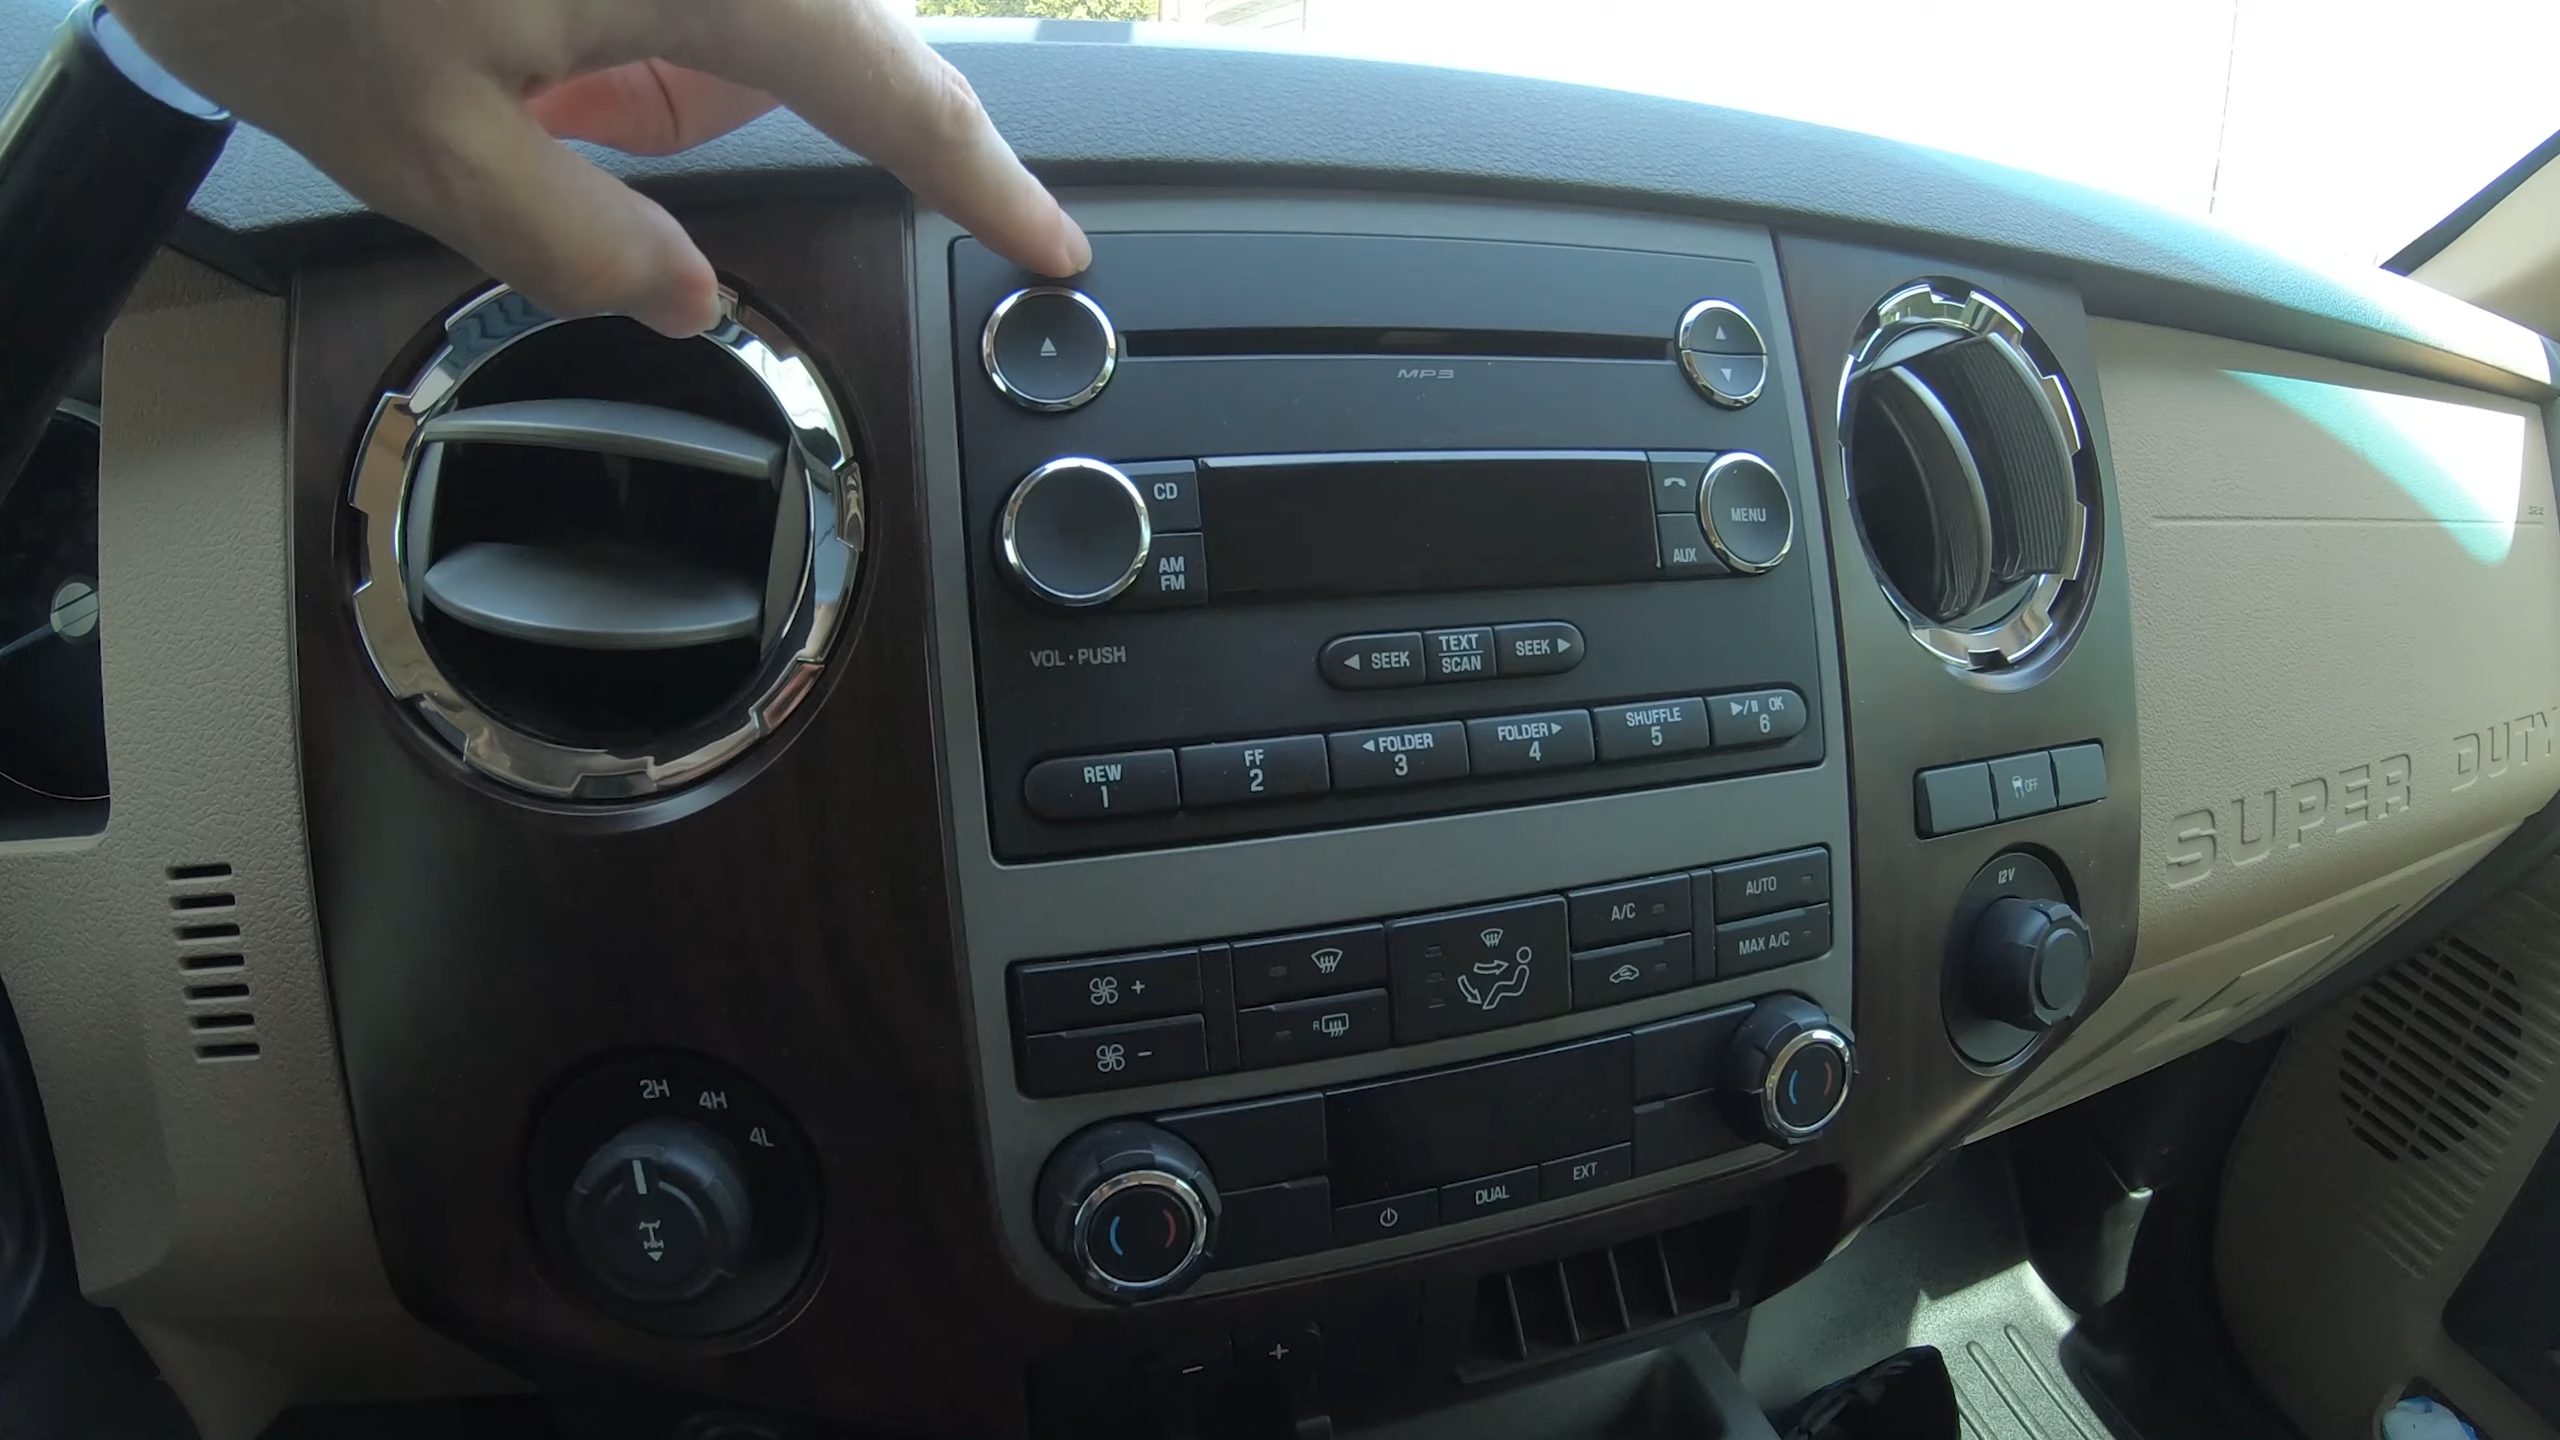 MP3
CD
AM
FM
MENU
AUX
VOL•PUSH
SEEK
TEXT
SCAN
SEEK
REW
1
FF
2
FOLDER
3
FOLDER
4
SHUFFLE
5
OK
6
OFF
12V
SUPER DUTY
AUTO
A/C
MAX A/C
+
R
-
2H
4H
4L
DUAL
EXT
- +